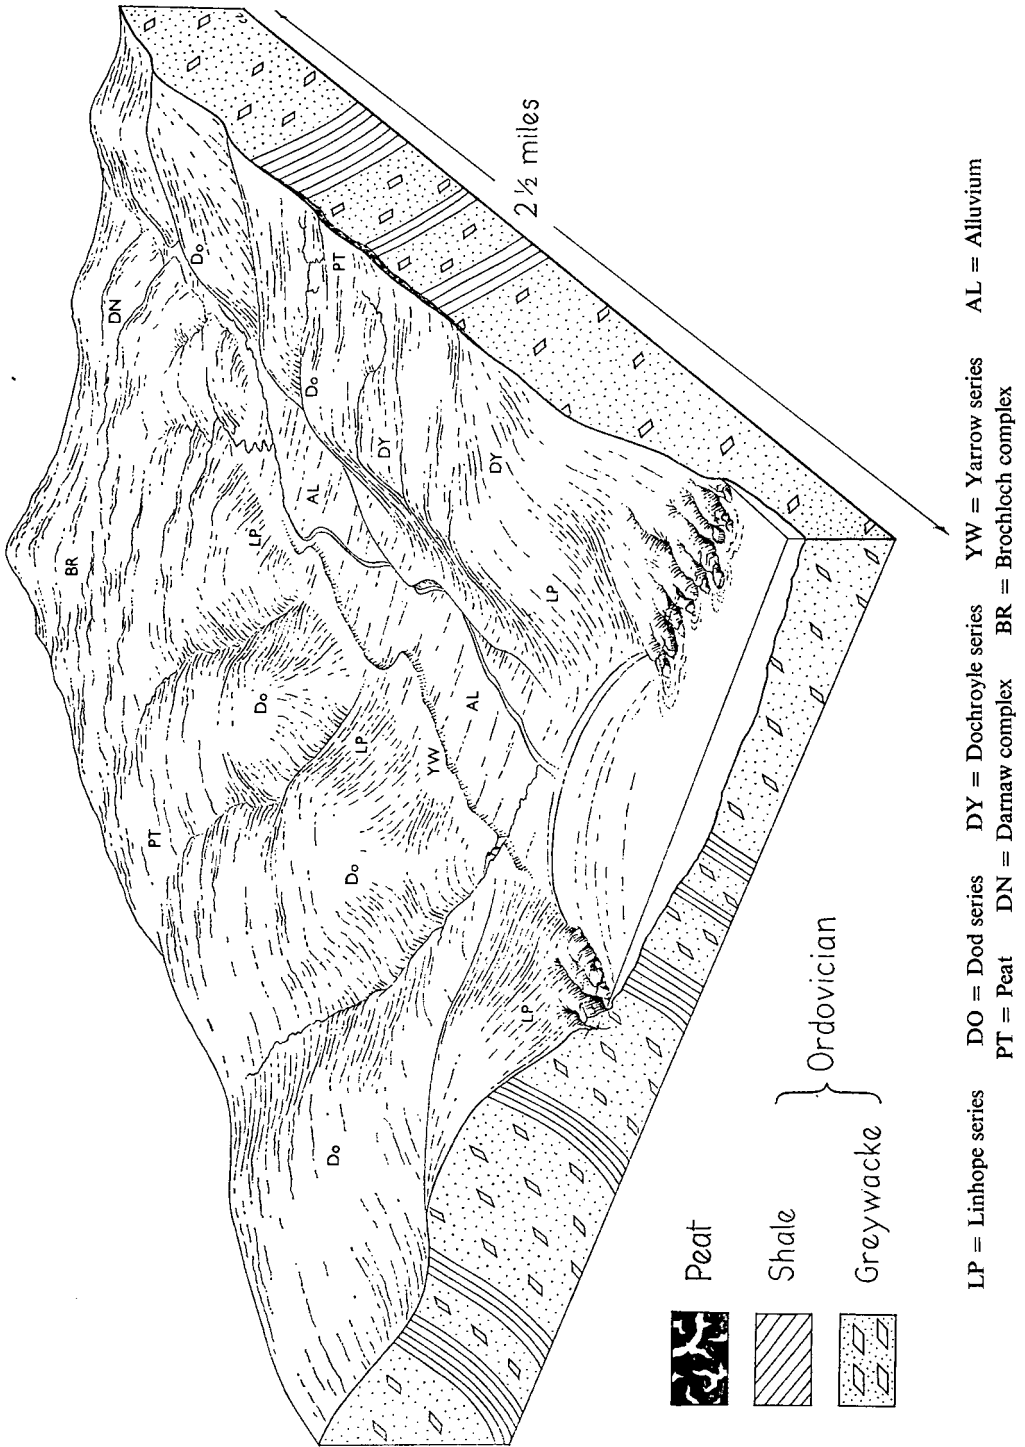 BR
DN
PT
Do
LP
Do
Do
AL
Do
PT
Do
LP
DY
YW
AL
DY
LP
LP
2 ½ miles
Peat
Shale
Greywacke
Ordovician
LP = Linhope series DO = Dod series DY = Dochroyle series YW = Yarrow series AL = Alluvium
PT = Peat DN = Darnaw complex BR = Brochloch complex